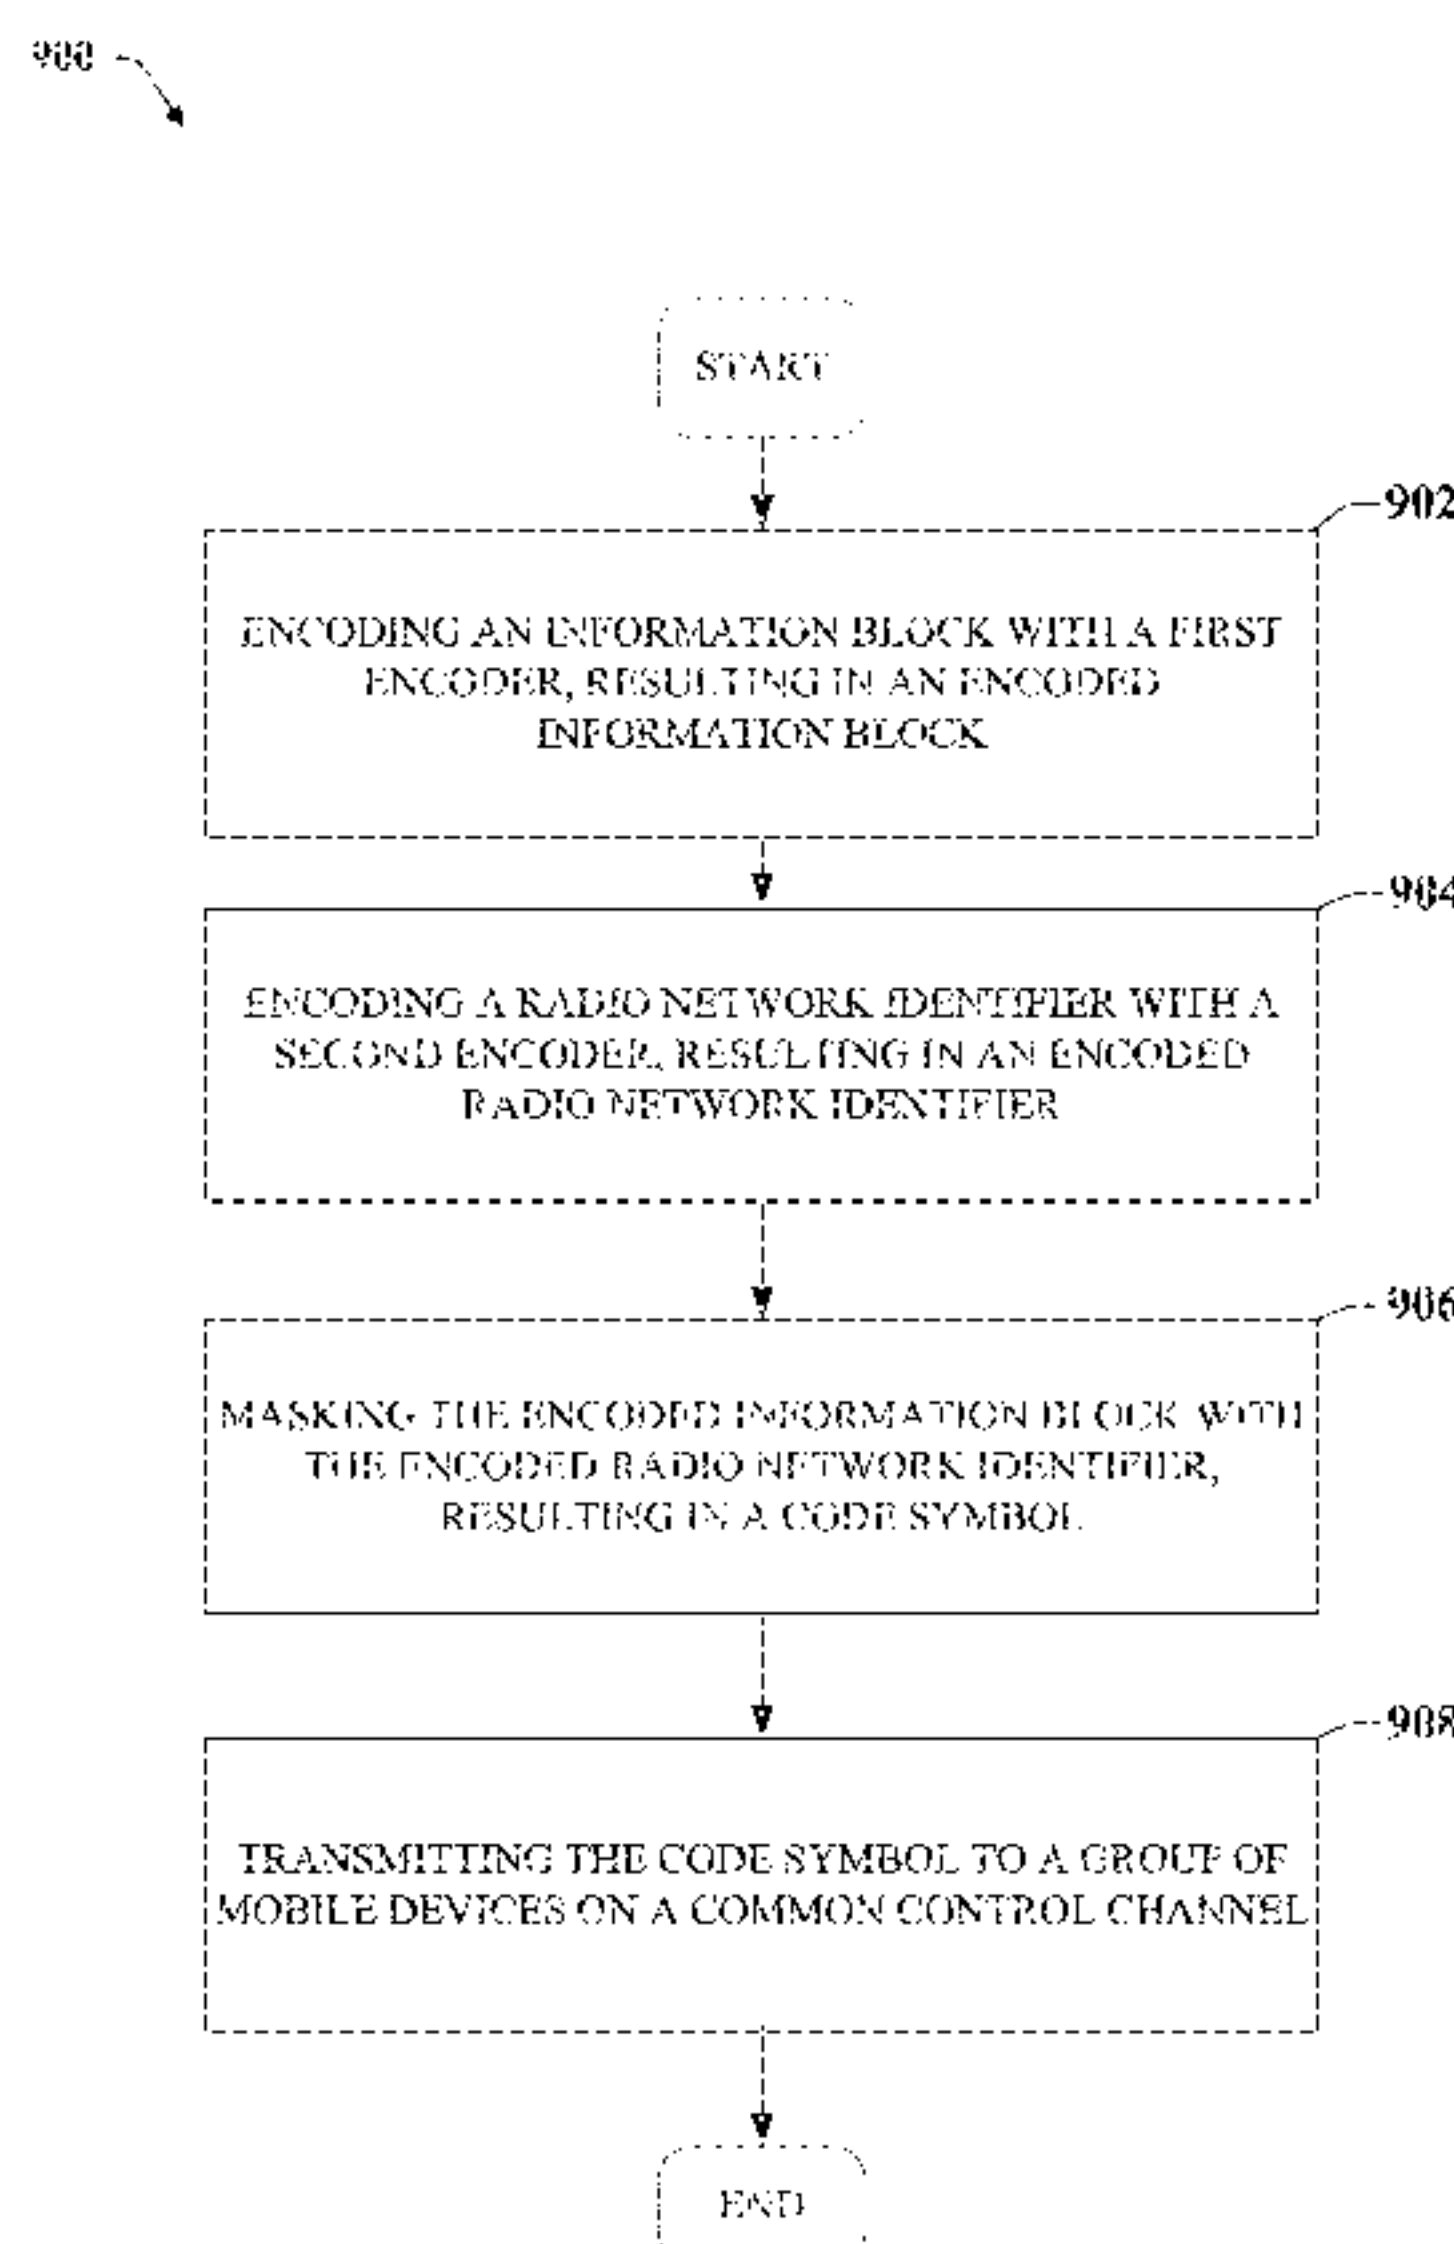 900
START
902
ENCODING AN INFORMATION BLOCK WITH A FIRST
ENCODER, RESULTING IN AN ENCODED
INFORMATION BLOCK
904
ENCODING A RADIO NETWORK IDENTIFIER WITH A
SECOND ENCODER, RESULTING IN AN ENCODED
RADIO NETWORK IDENTIFIER
906
MASKING THE ENCODED INFORMATION BLOCK WITH
THE ENCODED RADIO NETWORK IDENTIFIER,
RESULTING IN A CODE SYMBOL
908
TRANSMITTING THE CODE SYMBOL TO A GROUP OF
MOBILE DEVICES ON A COMMON CONTROL CHANNEL
END